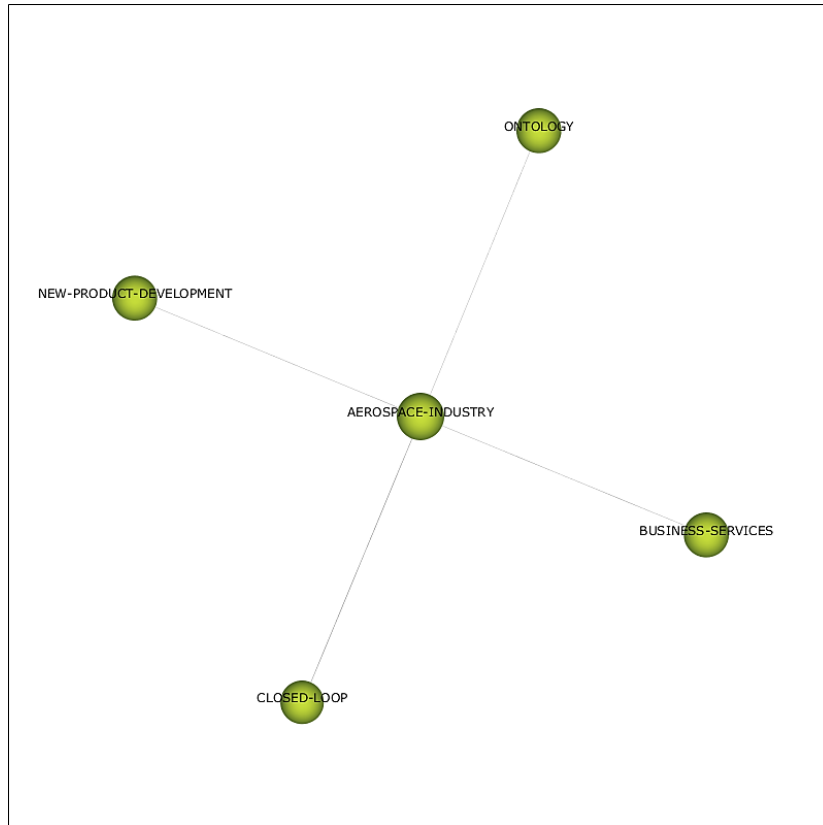 ONTOLOGY
NEW-PRODUCT-DEVELOPMENT
AEROSPACE-INDUSTRY
BUSINESS-SERVICES
CLOSED-LOOP